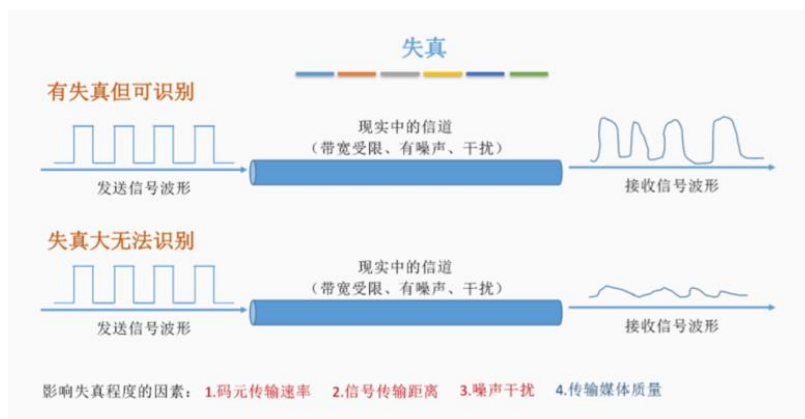 失真
有失真但可识别
现实中的信道
（带宽受限、有噪声、干扰）
发送信号波形
接收信号波形
失真大无法识别
现实中的信道
（带宽受限、有噪声、干扰）
发送信号波形
接收信号波形
影响失真程度的因素： 1.码元传输速率 2.信号传输距离 3.噪声干扰 4.传输媒体质量